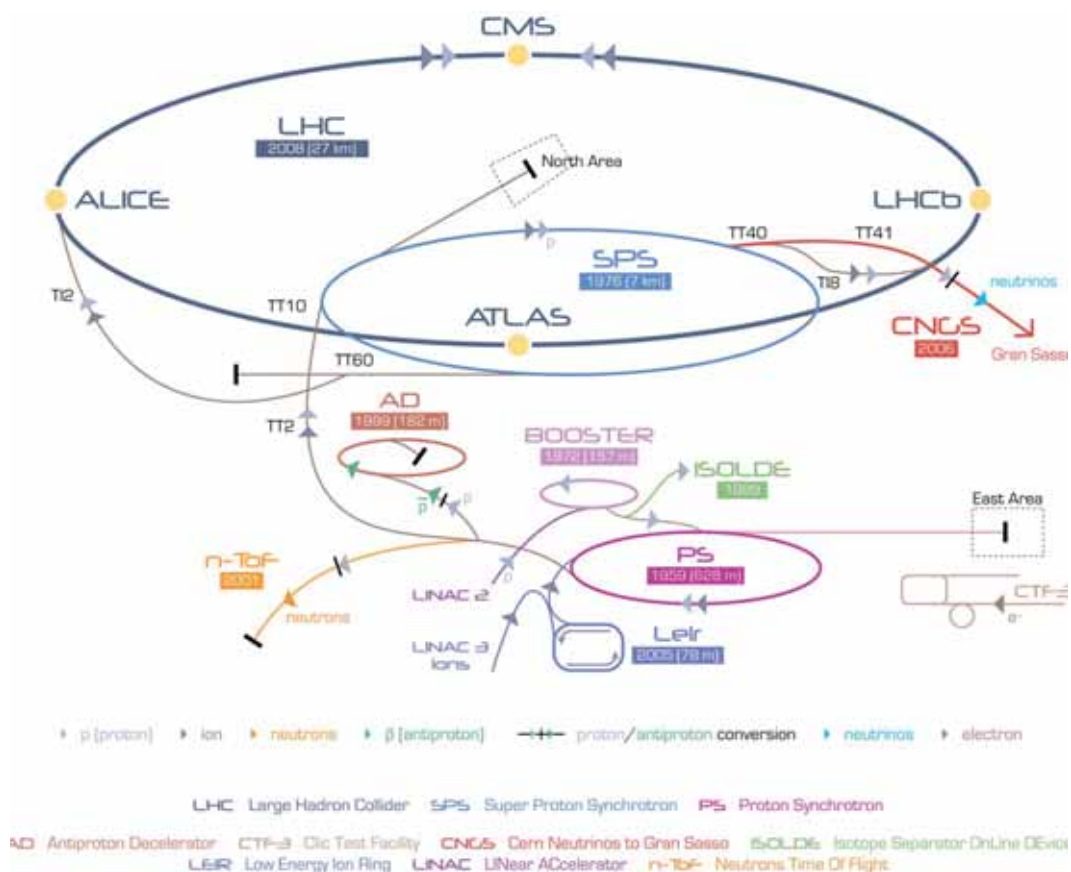 CMS
LHC
2008 (27 km)
North Area
ALICE
LHCb
TT40
TT41
SPS
1976 (7 km)
TI8
TI2
TT10
ATLAS
neutrinos
CNGS
2006
Gran Sasso
TT60
AD
1999 (182 m)
TT2
BOOSTER
1972 (157 m)
ISOLDE
1989
East Area
p
p̅
p
n-ToF
2001
neutrons
LINAC 2
p
PS
1959 (628 m)
CTF-3
e-
LINAC 3
Ions
Leir
2005 (78 m)
p (proton) ion neutrons p̅ (antiproton) proton/antiproton conversion neutrinos electron
LHC Large Hadron Collider SPS Super Proton Synchrotron PS Proton Synchrotron
AD Antiproton Decelerator CTF-3 Clic Test Facility CNGS Cern Neutrinos to Gran Sasso ISOLDE Isotope Separator OnLine DEvice
LEIR Low Energy Ion Ring LINAC LINear ACcelerator n-ToF Neutrons Time Of Flight